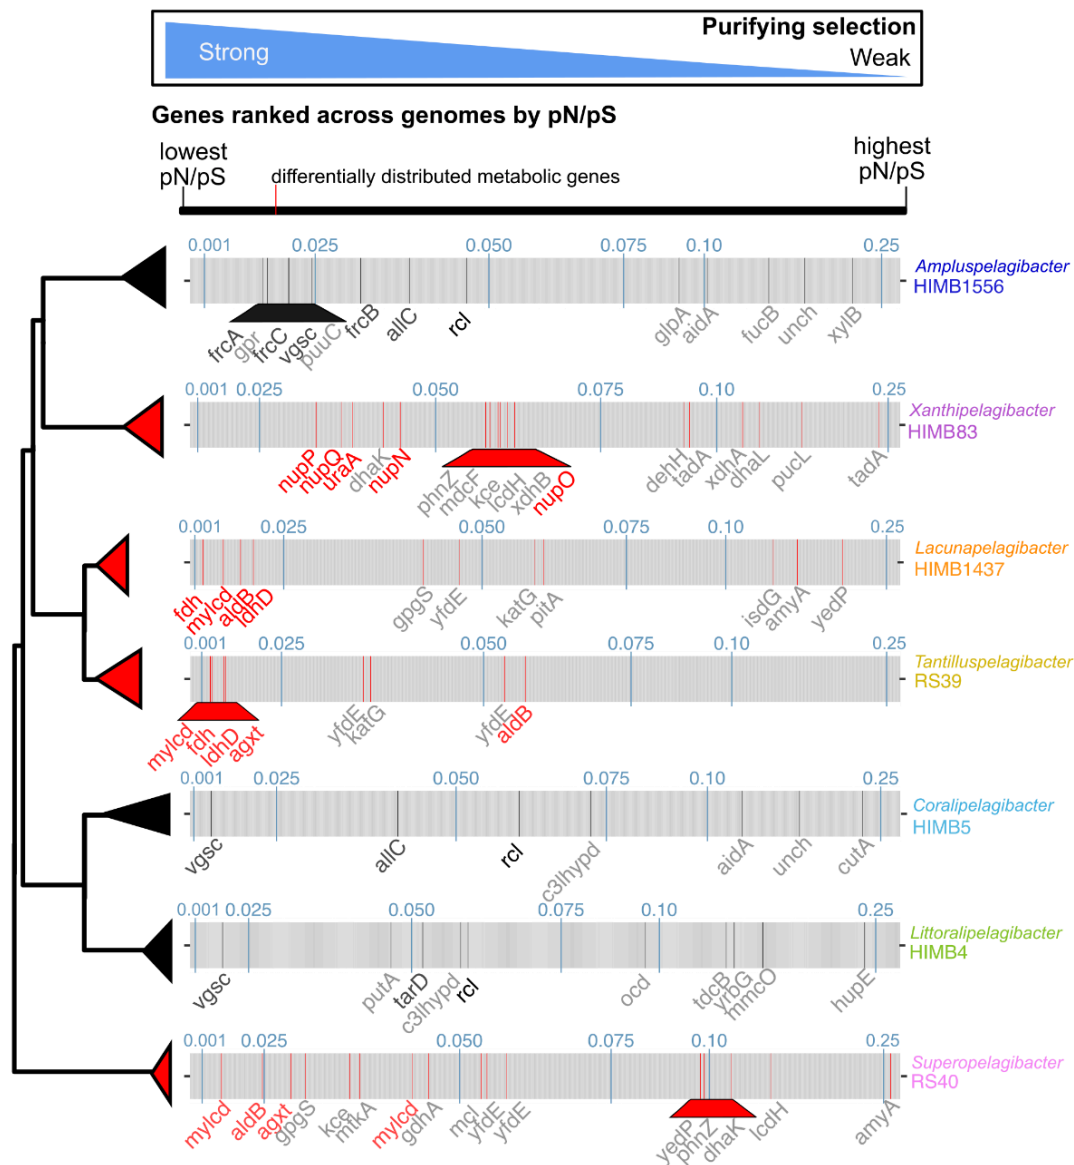 Purifying selection
Strong
Weak
Genes ranked across genomes by pN/pS
lowest
pN/pS
highest
pN/pS
differentially distributed metabolic genes
0.001 0.025 0.050 0.075 0.10 0.25
Ampluspelagibacter
HIMB1556
frcA gpr frcC vgsc puuC frcB allC rcl glpA aidA fucB unch xylB
0.001 0.025 0.050 0.075 0.10 0.25
Xanthipelagibacter
HIMB83
nupP nupQ uraA dhaK nupN phnZ mdcF kce lcdH xdhB nupO dehH tadA xdhA dhaL pucL tadA
0.001 0.025 0.050 0.075 0.10 0.25
Lacunapelagibacter
HIMB1437
fdh mylcd aldB ldhD gpgS yfdE katG pitA isdG amyA yedP
0.001 0.025 0.050 0.075 0.10 0.25
Tantilluspelagibacter
RS39
mylcd fdh ldhD agxt yfdE katG yfdE aldB
0.001 0.025 0.050 0.075 0.10 0.25
Coralipelagibacter
HIMB5
vgsc allC rcl c3lhypd aidA unch cutA
0.001 0.025 0.050 0.075 0.10 0.25
Littoralipelagibacter
HIMB4
vgsc putA tarD c3lhypd rcl ocd tdcB yrbG mmcO hupE
0.001 0.025 0.050 0.075 0.10 0.25
Superopelagibacter
RS40
mylcd aldB agxt gpgS kce mtkA mylcd gdhA mcl yfdE yfdE yedP phnZ dhaK lcdH amyA